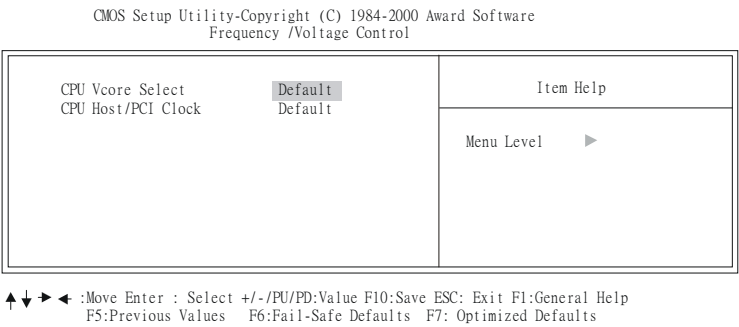 CMOS Setup Utility-Copyright (C) 1984-2000 Award Software
Frequency /Voltage Control
CPU Vcore Select Default
CPU Host/PCI Clock Default
Item Help
Menu Level ▶
:Move Enter : Select +/-/PU/PD:Value F10:Save ESC: Exit F1:General Help
F5:Previous Values F6:Fail-Safe Defaults F7: Optimized Defaults